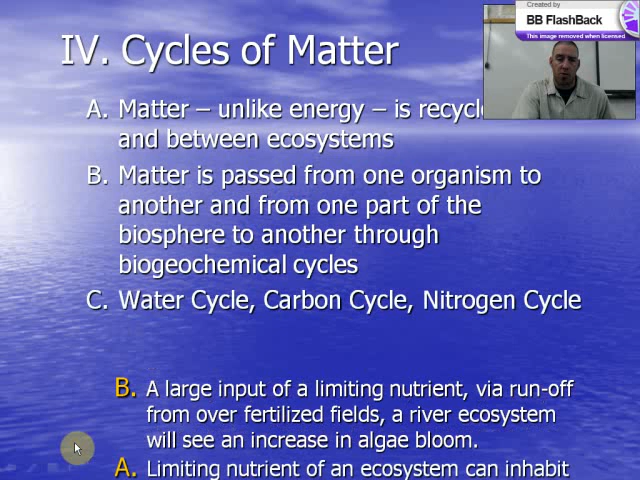 Created by
BB FlashBack
This image removed when licensed
IV. Cycles of Matter
A. Matter – unlike energy – is recycle
and between ecosystems
B. Matter is passed from one organism to
another and from one part of the
biosphere to another through
biogeochemical cycles
C. Water Cycle, Carbon Cycle, Nitrogen Cycle
B. A large input of a limiting nutrient, via run-off
from over fertilized fields, a river ecosystem
will see an increase in algae bloom.
A. Limiting nutrient of an ecosystem can inhabit